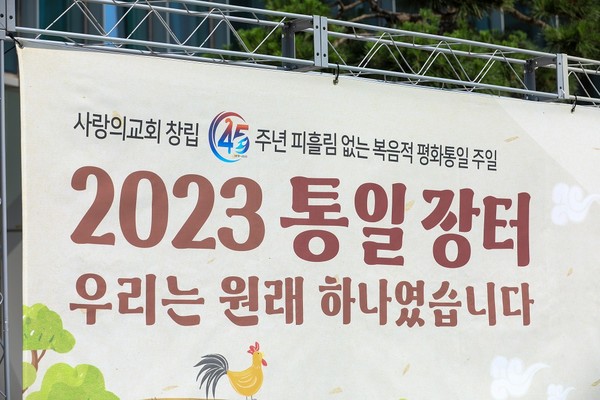 사랑의교회 창립 45 주년 피흘림 없는 복음적 평화통일 주일
2023 통일 장터
우리는 원래 하나였습니다